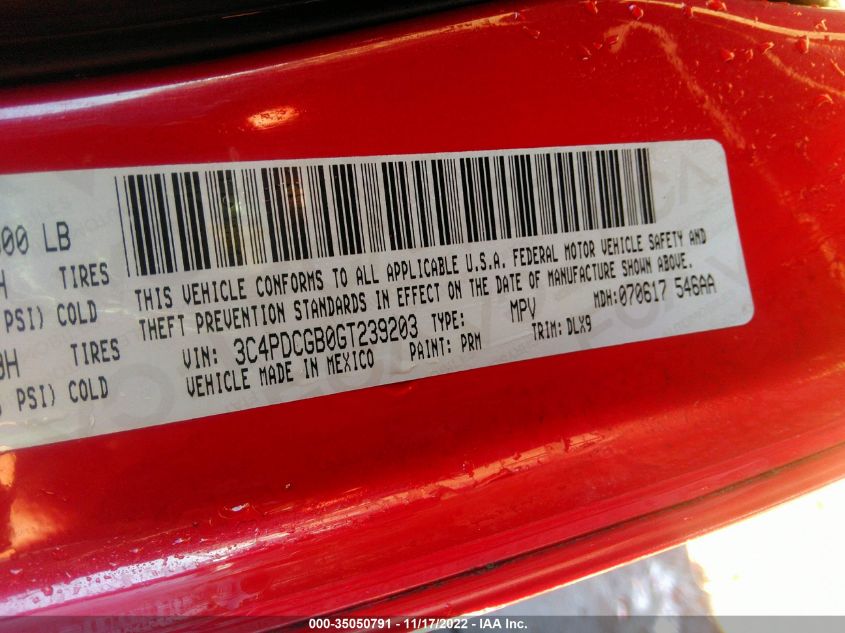 00 LB
TIRES
PSI) COLD
TIRES
PSI) COLD
THIS VEHICLE CONFORMS TO ALL APPLICABLE U.S.A. FEDERAL MOTOR VEHICLE SAFETY AND
THEFT PREVENTION STANDARDS IN EFFECT ON THE DATE OF MANUFACTURE SHOWN ABOVE.
VIN: 3C4PDCGB0GT239203 TYPE: MPV MDH:070617 546AA
VEHICLE MADE IN MEXICO PAINT: PRM TRIM: DLX9
000-35050791 - 11/17/2022 - IAA Inc.